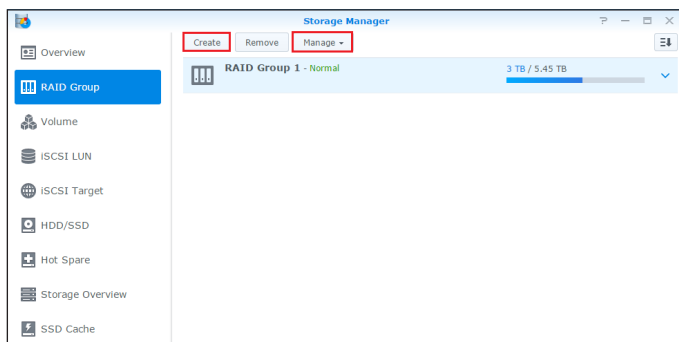 Storage Manager
Create Remove Manage
Overview
RAID Group
Volume
iSCSI LUN
iSCSI Target
HDD/SSD
Hot Spare
Storage Overview
SSD Cache
RAID Group 1 - Normal
3 TB / 5.45 TB